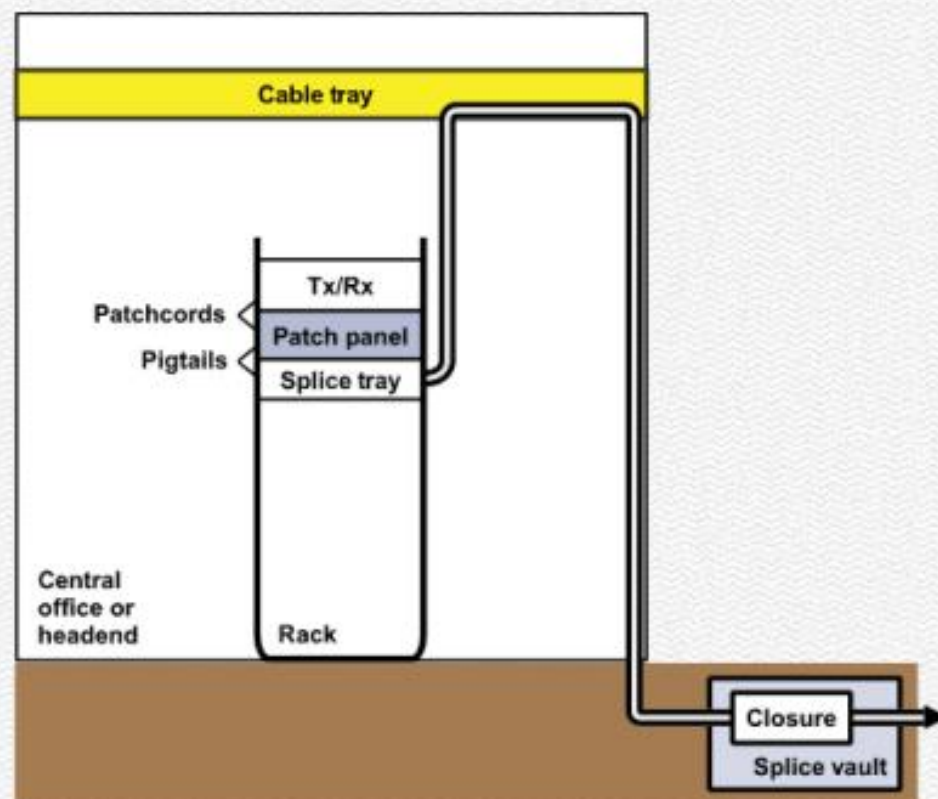 Cable tray
Tx/Rx
Patchcords
Patch panel
Pigtails
Splice tray
Central
office or
headend
Rack
Closure
Splice vault